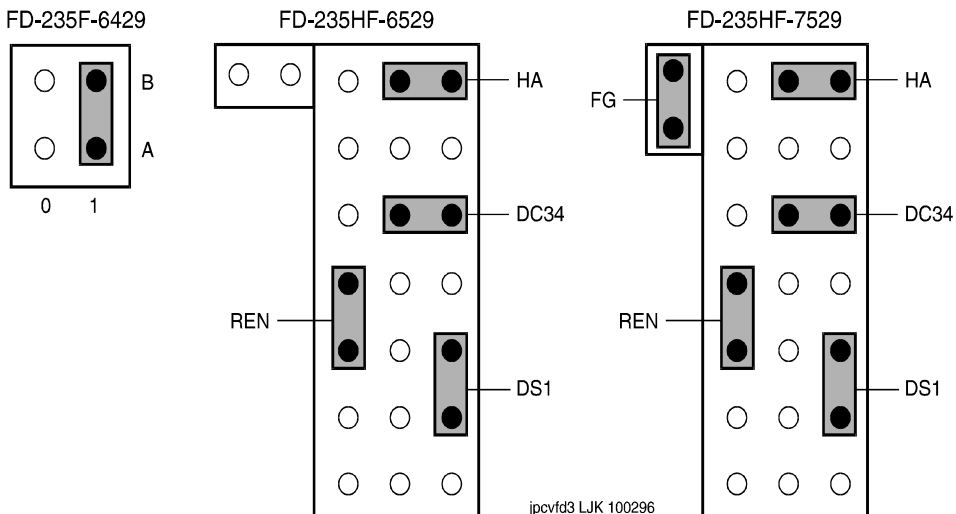 FD-235F-6429
B
A
0 1
FD-235HF-6529
HA
DC34
REN
DS1
FD-235HF-7529
FG
HA
DC34
REN
DS1
jpcvfd3 LJK 100296